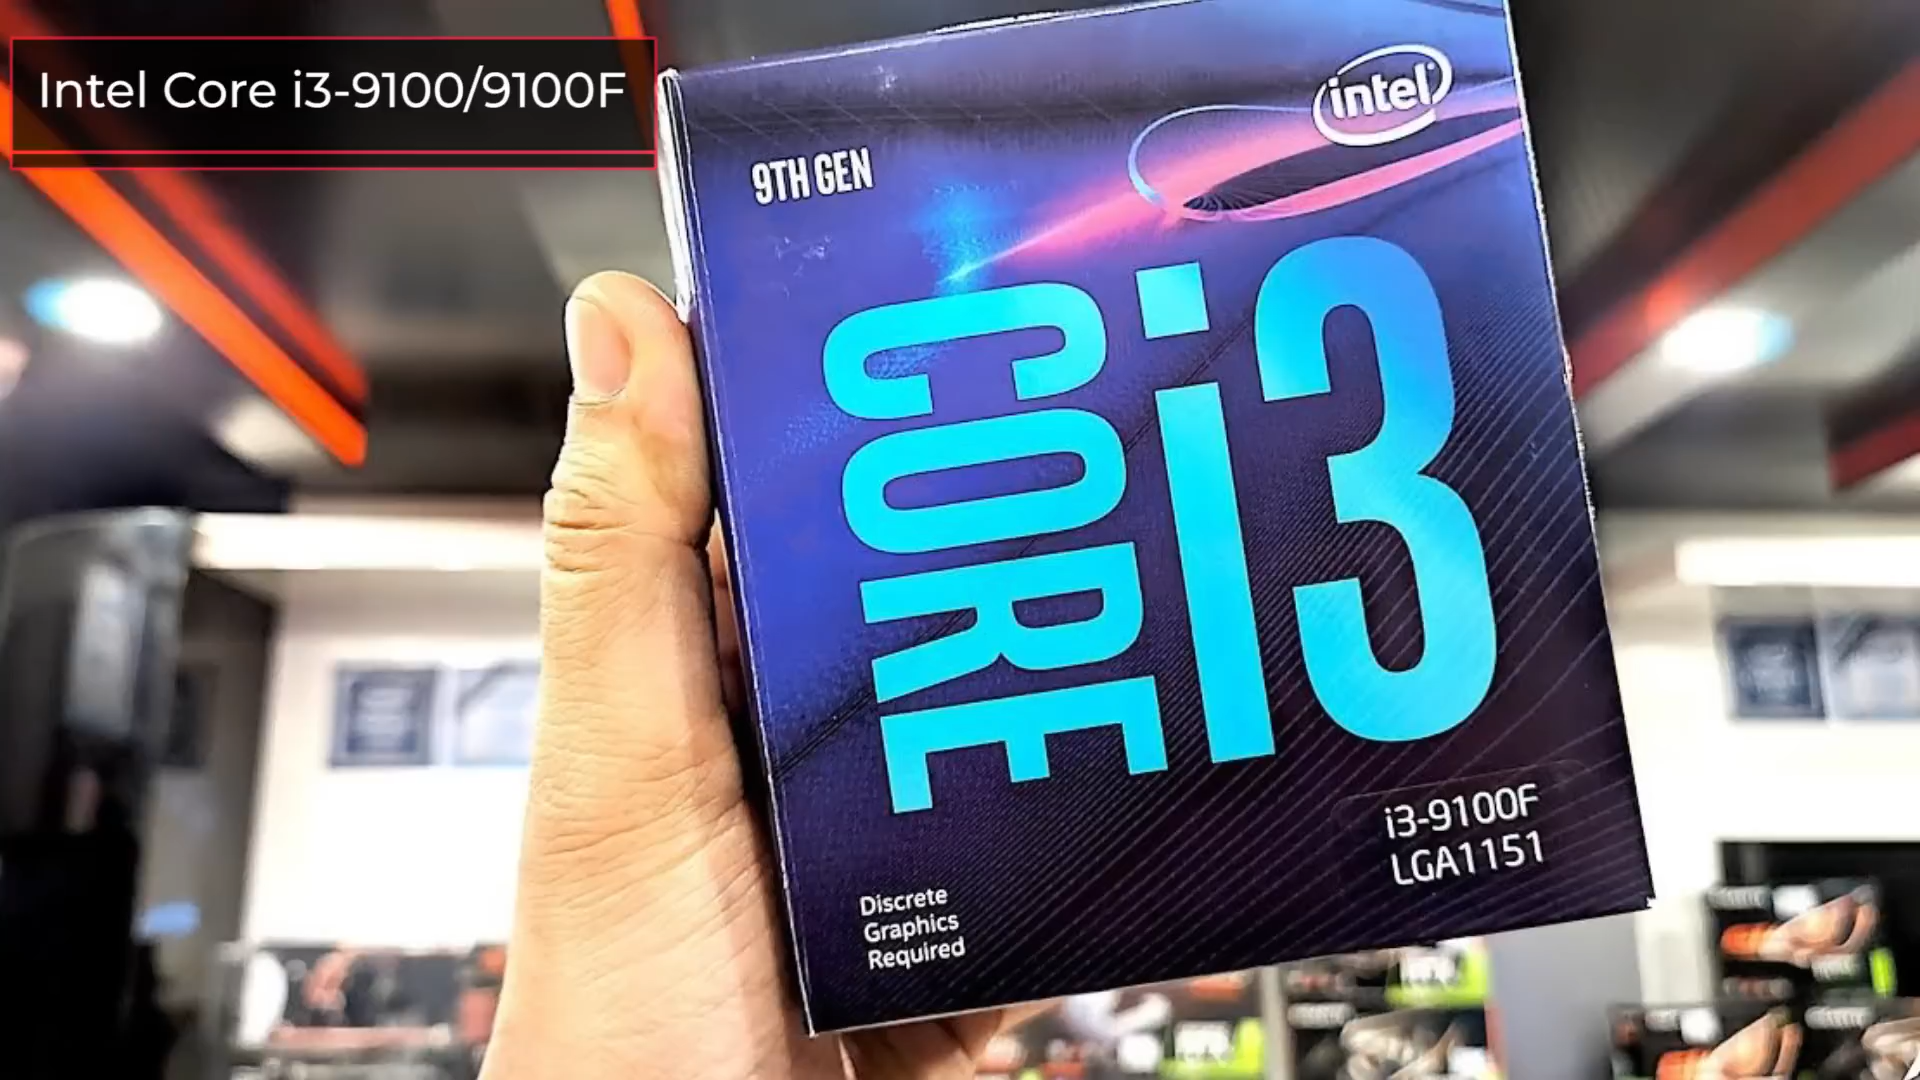 Intel Core i3-9100/9100F
intel
9TH GEN
CORE i3
i3-9100F
LGA1151
Discrete
Graphics
Required